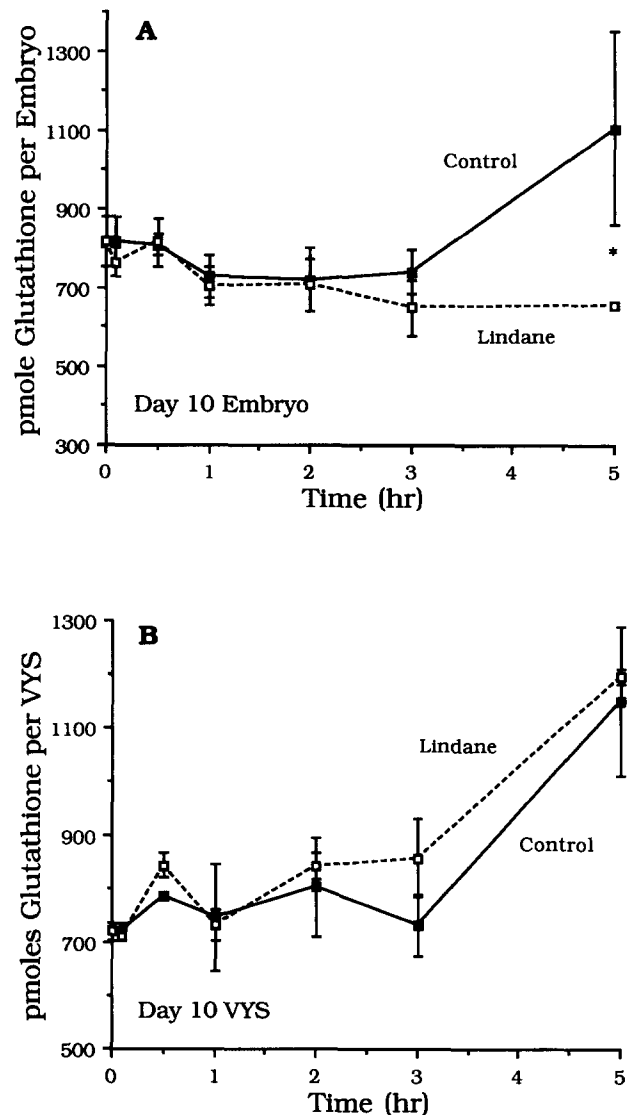 A
pmole Glutathione per Embryo
1300
1100
900
700
500
300
Control
*
Lindane
Day 10 Embryo
0 1 2 3 4 5
Time (hr)
B
pmoles Glutathione per VYS
1300
1100
900
700
500
Lindane
Control
Day 10 VYS
0 1 2 3 4 5
Time (hr)